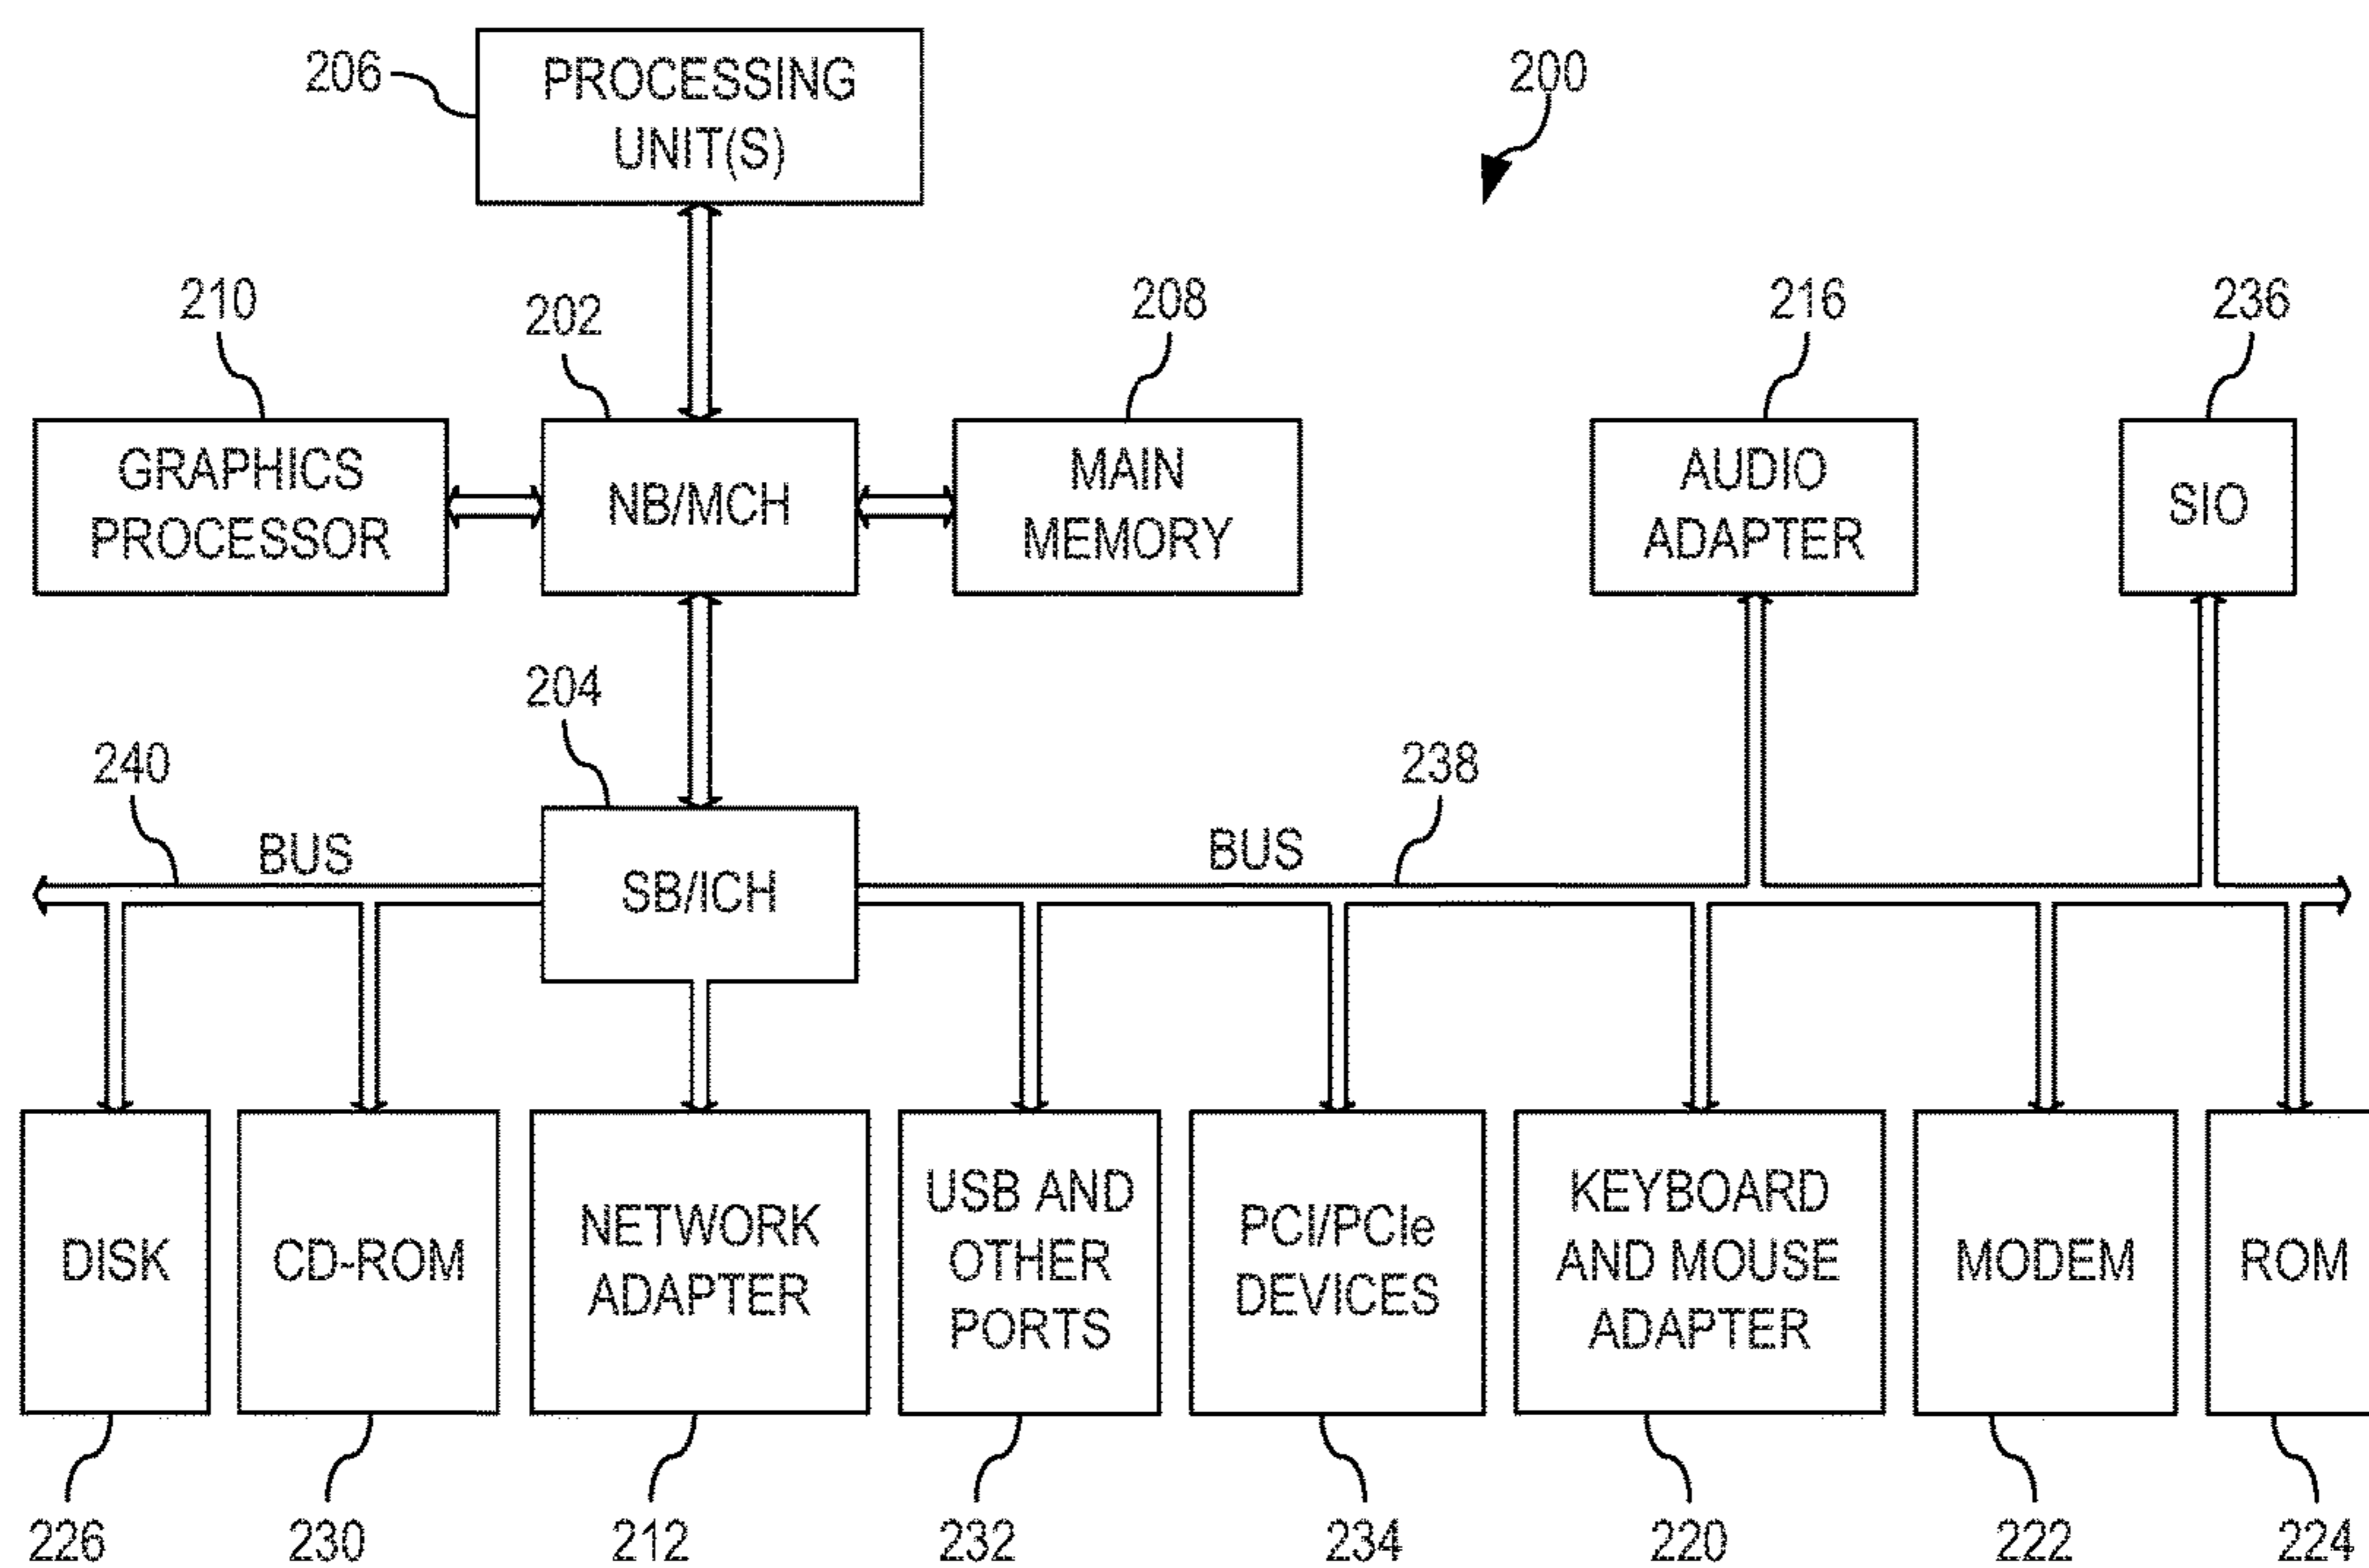 206
PROCESSING
UNIT(S)
200
210
202
208
216
236
GRAPHICS
PROCESSOR
NB/MCH
MAIN
MEMORY
AUDIO
ADAPTER
SIO
204
240
238
BUS
BUS
SB/ICH
DISK
CD-ROM
NETWORK
ADAPTER
USB AND
OTHER
PORTS
PCI/PCIe
DEVICES
KEYBOARD
AND MOUSE
ADAPTER
MODEM
ROM
226
230
212
232
234
220
222
224